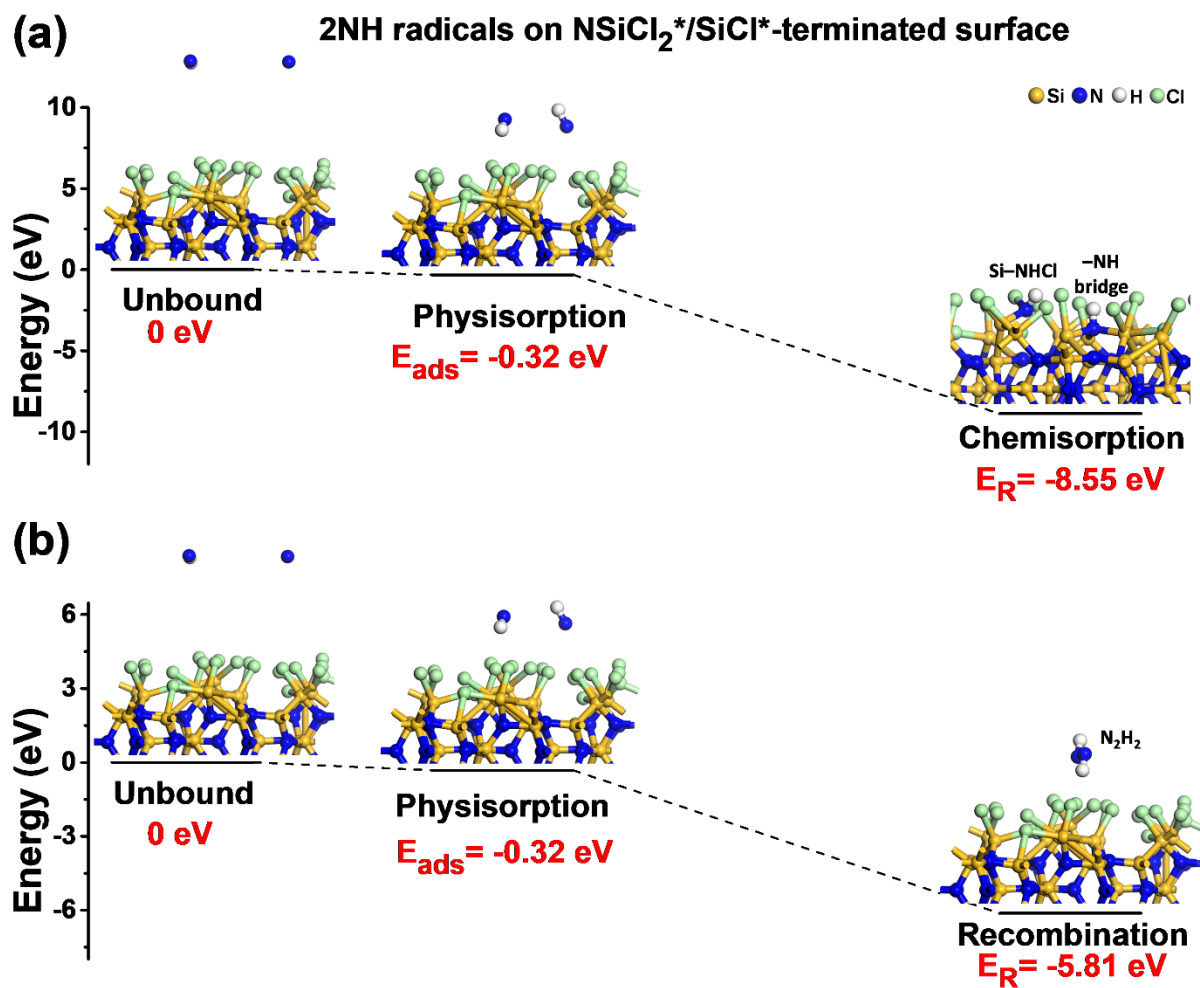 (a)
2NH radicals on NSiCl2*/SiCl*-terminated surface
Si N H Cl
Energy (eV)
10
5
0
-5
-10
Unbound
0 eV
Physisorption
Eads= -0.32 eV
Si–NHCl
–NH
bridge
Chemisorption
ER= -8.55 eV
(b)
Energy (eV)
6
3
0
-3
-6
Unbound
0 eV
Physisorption
Eads= -0.32 eV
N2H2
Recombination
ER= -5.81 eV